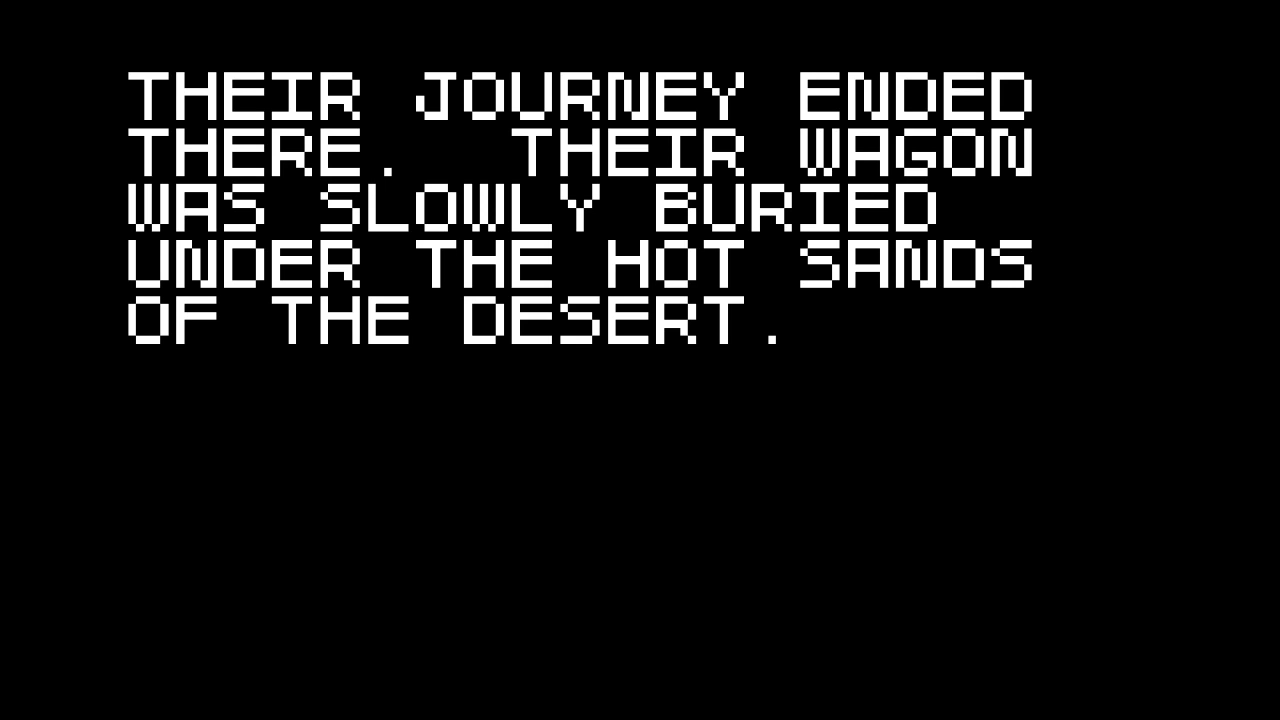 THEIR JOURNEY ENDED
THERE.  THEIR WAGON
WAS SLOWLY BURIED
UNDER THE HOT SANDS
OF THE DESERT.